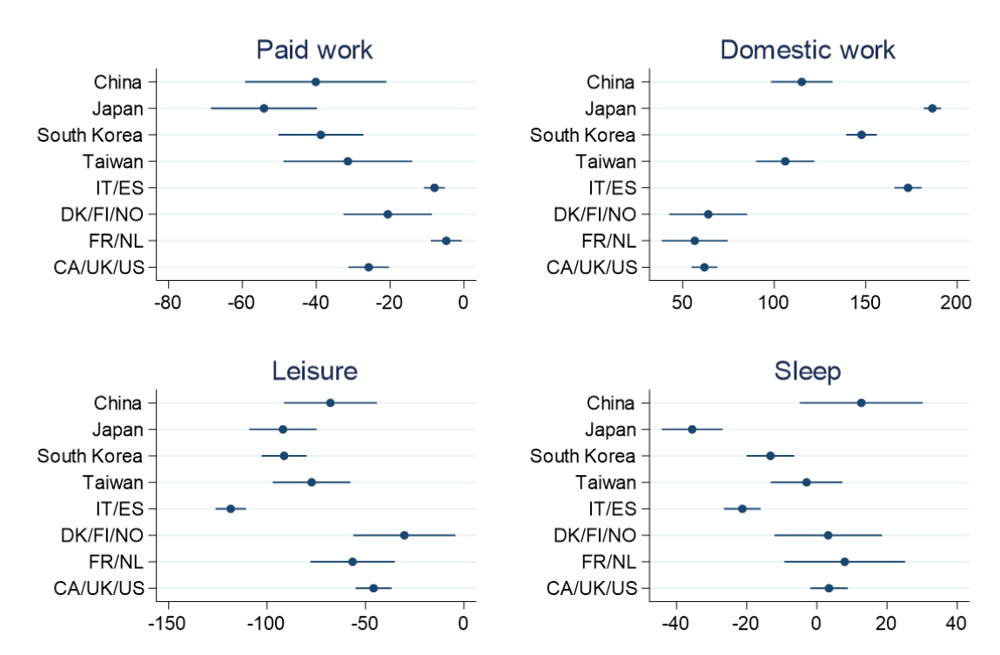 Paid work
China
Japan
South Korea
Taiwan
IT/ES
DK/FI/NO
FR/NL
CA/UK/US
-80 -60 -40 -20 0
Domestic work
China
Japan
South Korea
Taiwan
IT/ES
DK/FI/NO
FR/NL
CA/UK/US
50 100 150 200
Leisure
China
Japan
South Korea
Taiwan
IT/ES
DK/FI/NO
FR/NL
CA/UK/US
-150 -100 -50 0
Sleep
China
Japan
South Korea
Taiwan
IT/ES
DK/FI/NO
FR/NL
CA/UK/US
-40 -20 0 20 40